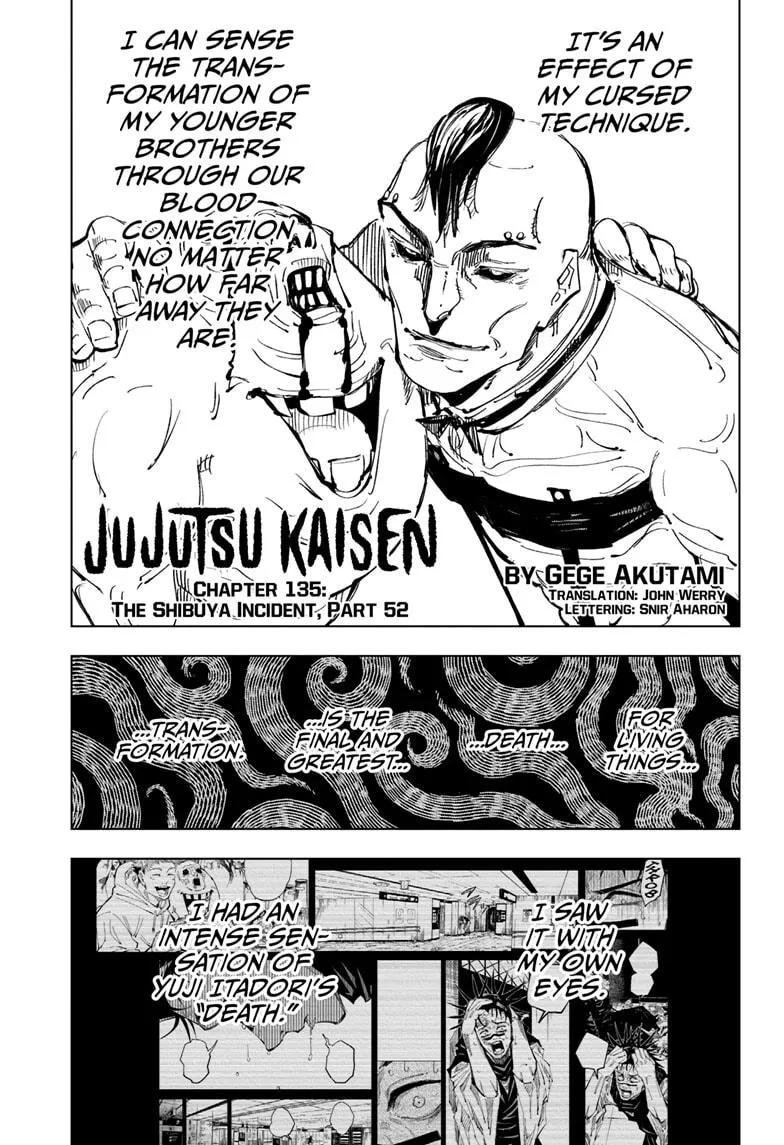 IT'S AN
EFFECT OF
MY CURSED
TECHNIQUE.
I CAN SENSE
THE TRANS-
FORMATION OF
MY YOUNGER
BROTHERS
THROUGH OUR
BLOOD
CONNECTION
NO MATTER
HOW FAR
AWAY THEY
ARE.
JUJUTSU KAISEN
CHAPTER 135:
THE SHIBUYA INCIDENT, PART 52
BY GEGE AKUTAMI
TRANSLATION: JOHN WERRY
LETTERING: SNIR AHARON
FOR
LIVING
THINGS...
...DEATH...
...IS THE
FINAL AND
GREATEST...
...TRANS-
FORMATION.
I SAW
IT WITH
MY OWN
EYES.
I HAD AN
INTENSE SEN-
SATION OF
YUJI ITADORI'S
"DEATH."